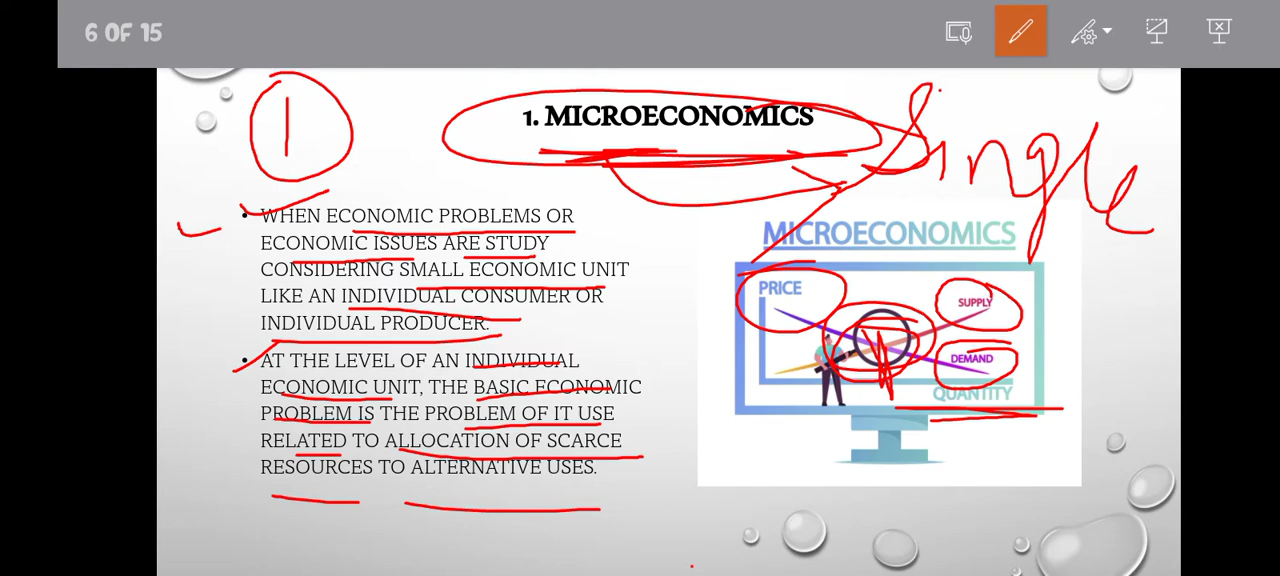 6 OF 15
1
1. MICROECONOMICS
Single
• WHEN ECONOMIC PROBLEMS OR
ECONOMIC ISSUES ARE STUDY
CONSIDERING SMALL ECONOMIC UNIT
LIKE AN INDIVIDUAL CONSUMER OR
INDIVIDUAL PRODUCER.
• AT THE LEVEL OF AN INDIVIDUAL
ECONOMIC UNIT, THE BASIC ECONOMIC
PROBLEM IS THE PROBLEM OF IT USE
RELATED TO ALLOCATION OF SCARCE
RESOURCES TO ALTERNATIVE USES.
MICROECONOMICS
PRICE
SUPPLY
DEMAND
QUANTITY